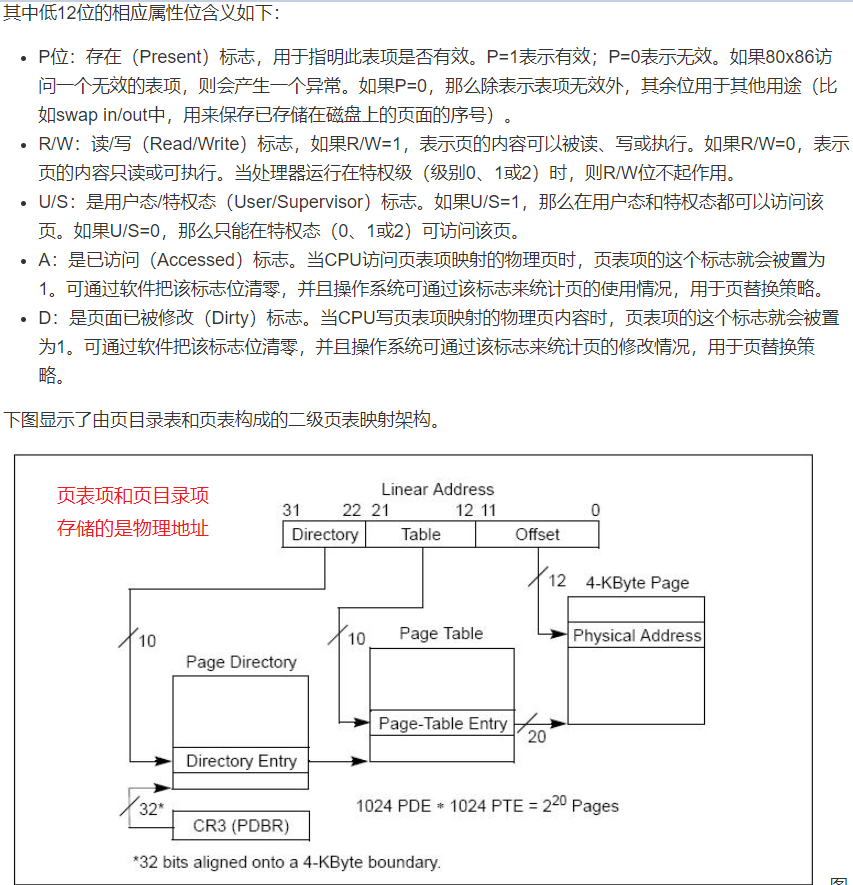 其中低12位的相应属性位含义如下：
• P位：存在（Present）标志，用于指明此表项是否有效。P=1表示有效；P=0表示无效。如果80x86访
问一个无效的表项，则会产生一个异常。如果P=0，那么除表示表项无效外，其余位用于其他用途（比
如swap in/out中，用来保存已存储在磁盘上的页面的序号）。
• R/W：读/写（Read/Write）标志，如果R/W=1，表示页的内容可以被读、写或执行。如果R/W=0，表示
页的内容只读或可执行。当处理器运行在特权级（级别0、1或2）时，则R/W位不起作用。
• U/S：是用户态/特权态（User/Supervisor）标志。如果U/S=1，那么在用户态和特权态都可以访问该
页。如果U/S=0，那么只能在特权态（0、1或2）可访问该页。
• A：是已访问（Accessed）标志。当CPU访问页表项映射的物理页时，页表项的这个标志就会被置为
1。可通过软件把该标志位清零，并且操作系统可通过该标志来统计页的使用情况，用于页替换策略。
• D：是页面已被修改（Dirty）标志。当CPU写页表项映射的物理页内容时，页表项的这个标志就会被置
为1。可通过软件把该标志位清零，并且操作系统可通过该标志来统计页的修改情况，用于页替换策
略。
下图显示了由页目录表和页表构成的二级页表映射架构。
页表项和页目录项
存储的是物理地址
Linear Address
31 22 21 12 11 0
Directory Table Offset
12 4-KByte Page
Physical Address
10
10 Page Table
Page Directory
Page-Table Entry
20
Directory Entry
32*
1024 PDE * 1024 PTE = 2^20 Pages
CR3 (PDBR)
*32 bits aligned onto a 4-KByte boundary.